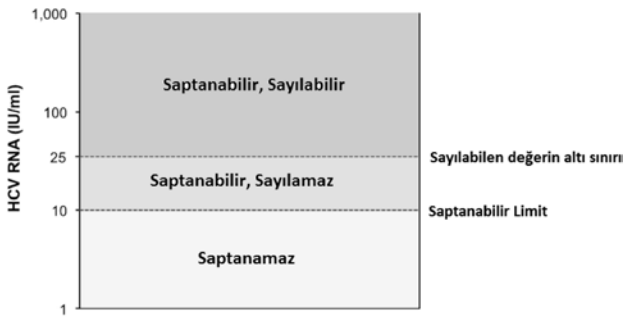 1,000
Saptanabilir, Sayılabilir
100
HCV RNA (IU/ml)
25
Sayılabilen değerin altı sınırı
Saptanabilir, Sayılamaz
10
Saptanabilir Limit
Saptanamaz
1